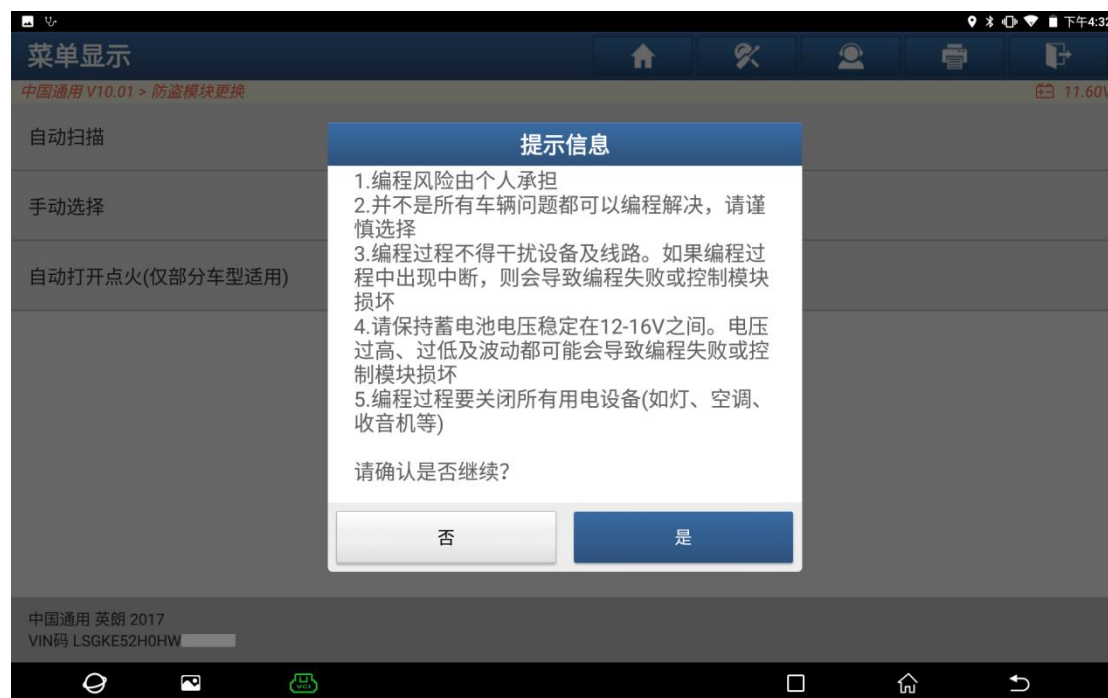 下午4:32
菜单显示
中国通用 V10.01 > 防盗模块更换
11.60V
自动扫描
手动选择
自动打开点火(仅部分车型适用)
提示信息
1.编程风险由个人承担
2.并不是所有车辆问题都可以编程解决，请谨
慎选择
3.编程过程不得干扰设备及线路。如果编程过
程中出现中断，则会导致编程失败或控制模块
损坏
4.请保持蓄电池电压稳定在12-16V之间。电压
过高、过低及波动都可能会导致编程失败或控
制模块损坏
5.编程过程要关闭所有用电设备(如灯、空调、
收音机等)
请确认是否继续?
否
是
中国通用 英朗 2017
VIN码 LSGKE52H0HW
VCI